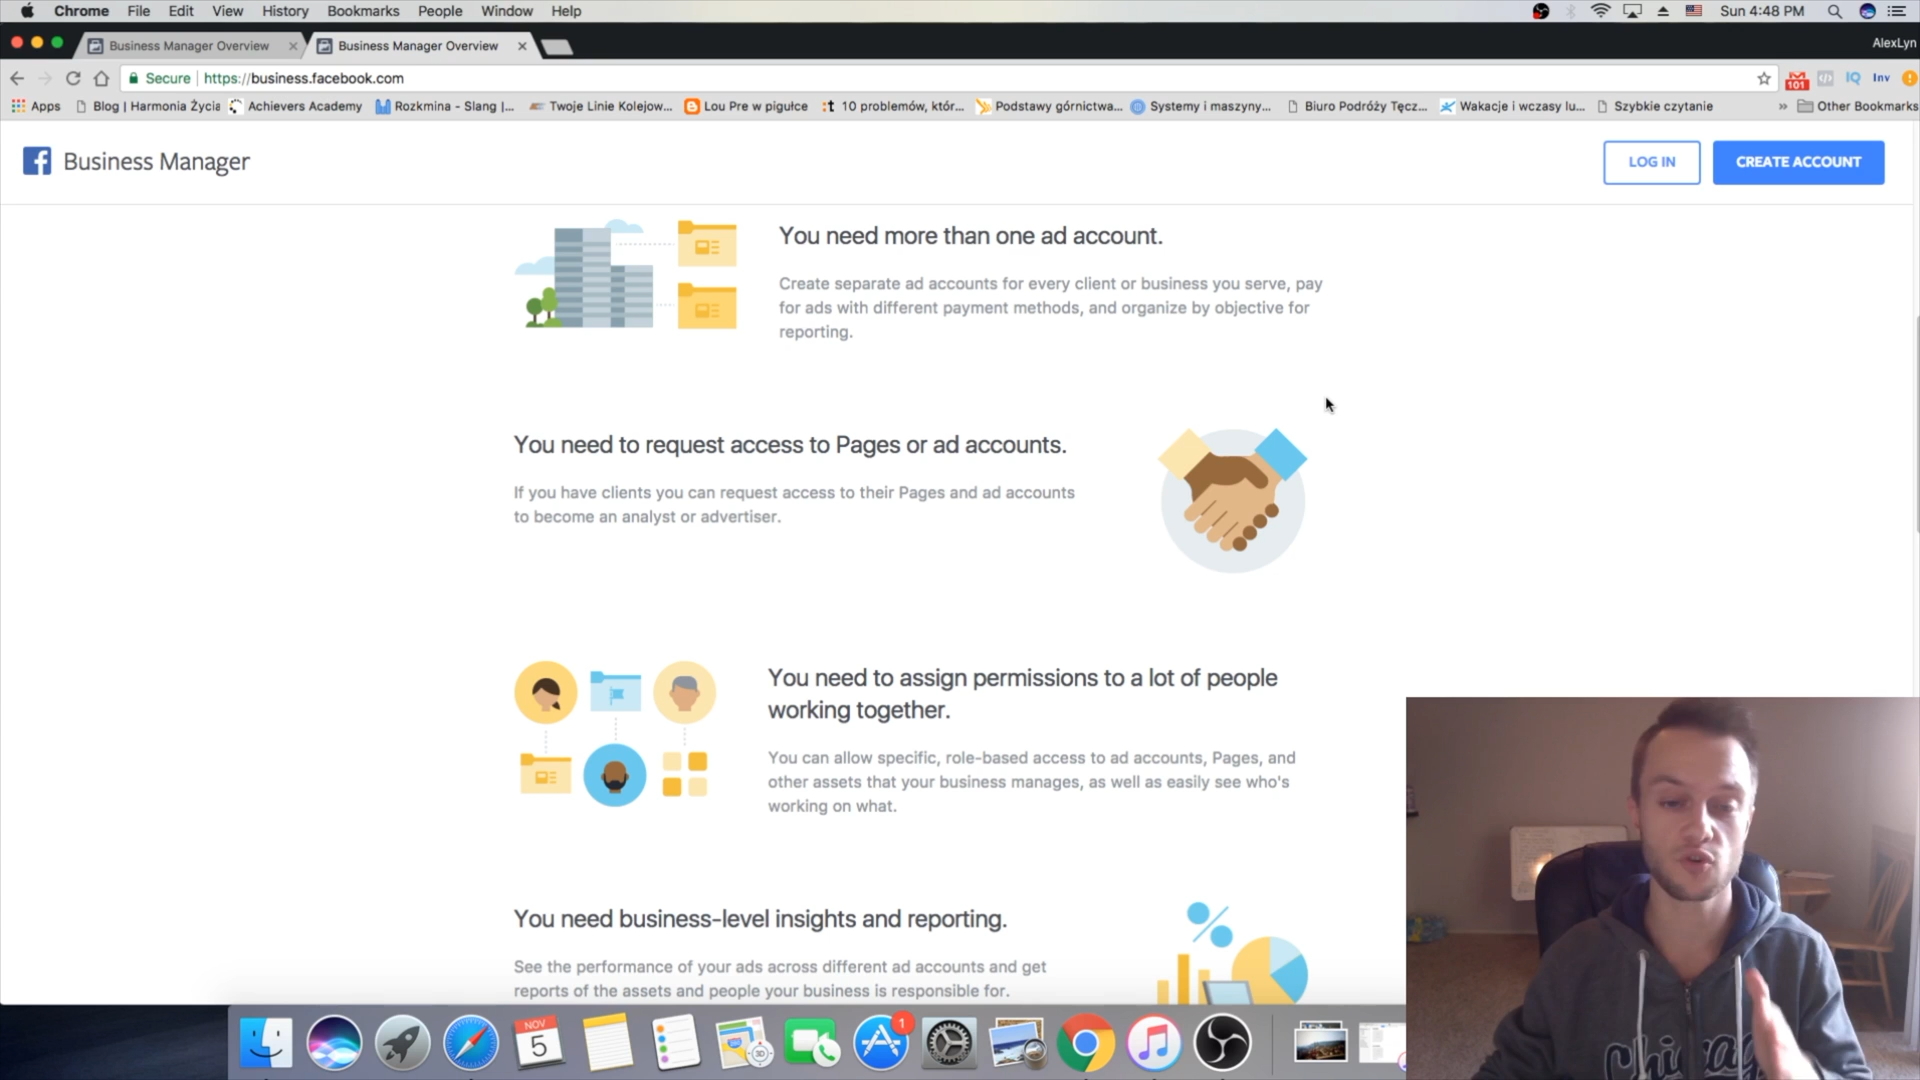 Chrome File Edit View History Bookmarks People Window Help
Sun 4:48 PM
Business Manager Overview
Business Manager Overview
AlexLyn
Secure https://business.facebook.com
101
IQ
Inv
Apps
Blog | Harmonia Życia
Achievers Academy
Rozkmina - Slang |...
Twoje Linie Kolejow...
Lou Pre w pigułce
10 problemów, któr...
Podstawy górnictwa...
Systemy i maszyny...
Biuro Podróży Tęcz...
Wakacje i wczasy lu...
Szybkie czytanie
» Other Bookmarks
Business Manager
LOG IN
CREATE ACCOUNT
You need more than one ad account.
Create separate ad accounts for every client or business you serve, pay
for ads with different payment methods, and organize by objective for
reporting.
You need to request access to Pages or ad accounts.
If you have clients you can request access to their Pages and ad accounts
to become an analyst or advertiser.
You need to assign permissions to a lot of people
working together.
You can allow specific, role-based access to ad accounts, Pages, and
other assets that your business manages, as well as easily see who's
working on what.
You need business-level insights and reporting.
See the performance of your ads across different ad accounts and get
reports of the assets and people your business is responsible for.
NOV
5
3D
1
Chicago